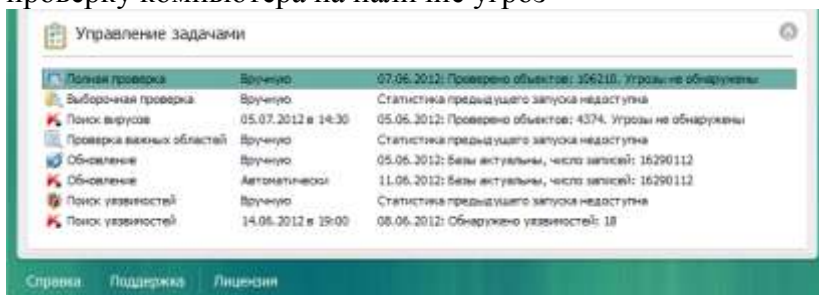 проверку компьютера на наличие угроз
Управление задачами
Полная проверка Вручную 07.06.2012: Проверено объектов: 106210. Угрозы не обнаружены
Выборочная проверка Вручную Статистика предыдущего запуска недоступна
Поиск вирусов 05.07.2012 в 14:30 05.06.2012: Проверено объектов: 4374. Угрозы не обнаружены
Проверка важных областей Вручную Статистика предыдущего запуска недоступна
Обновление Вручную 05.06.2012: Базы актуальны, число записей: 16290112
Обновление Автоматически 11.06.2012: Базы актуальны, число записей: 16290112
Поиск уязвимостей Вручную Статистика предыдущего запуска недоступна
Поиск уязвимостей 14.06.2012 в 19:00 08.06.2012: Обнаружено уязвимостей: 18
Справка Поддержка Лицензия